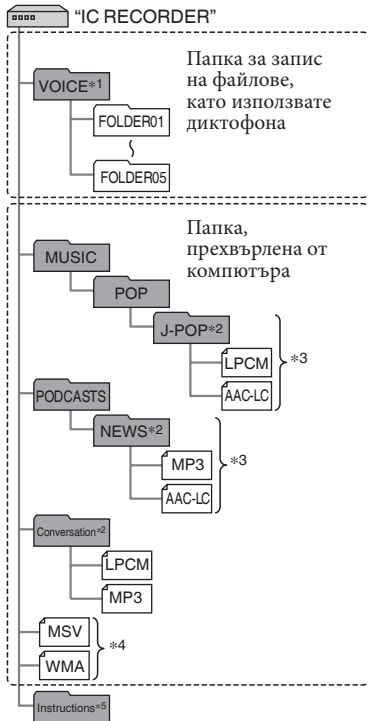 “IC RECORDER”
Папка за запис
на файлове,
като използвате
диктофона
VOICE*1
FOLDER01
FOLDER05
Папка,
прехвърлена от
компютъра
MUSIC
POP
J-POP*2
LPCM
*3
AAC-LC
PODCASTS
NEWS*2
MP3
*3
AAC-LC
Conversation*2
LPCM
MP3
MSV
*4
WMA
Instructions*5